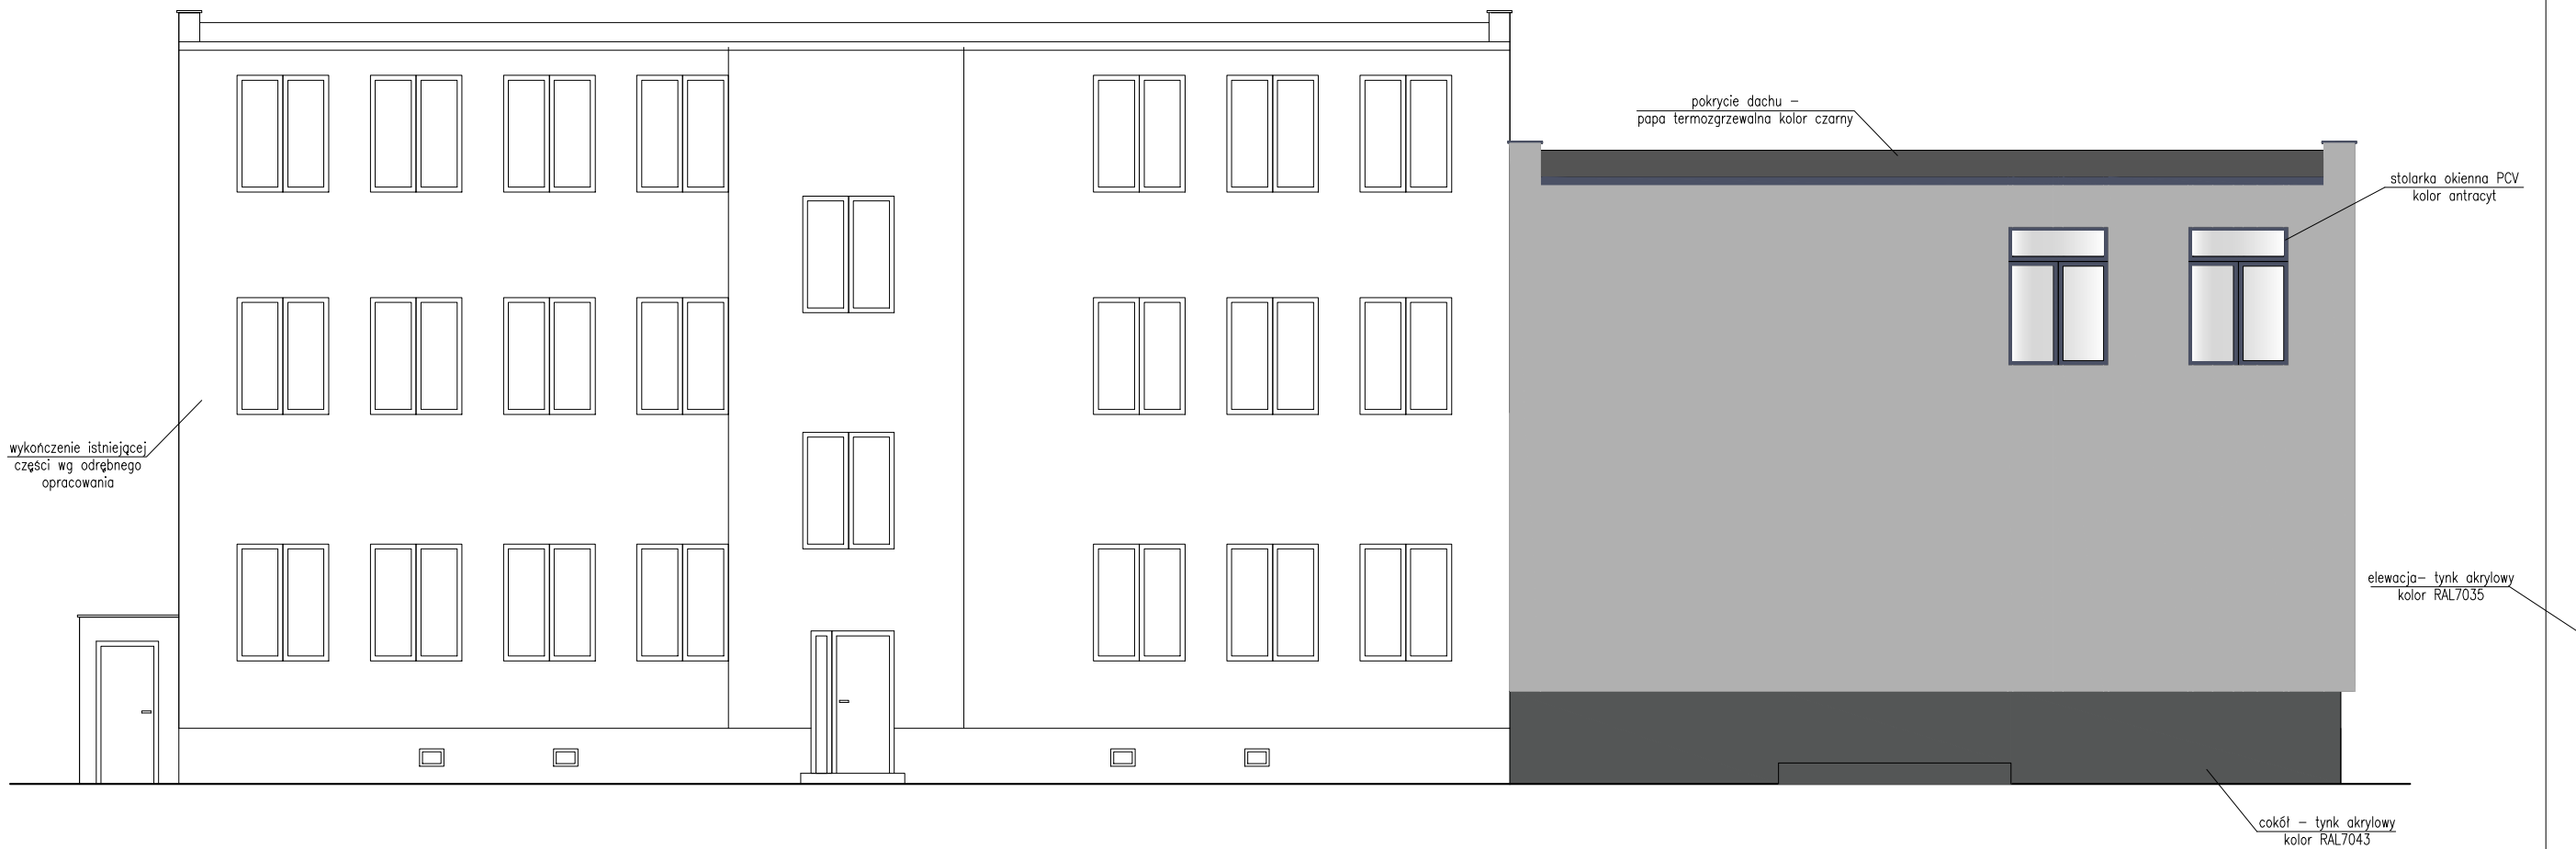 pokrycie dachu –
papa termozgrzewalna kolor czarny
stolarka okienna PCV
kolor antracyt
wykończenie istniejącej
części wg odrębnego
opracowania
elewacja– tynk akrylowy
kolor RAL7035
cokół – tynk akrylowy
kolor RAL7043